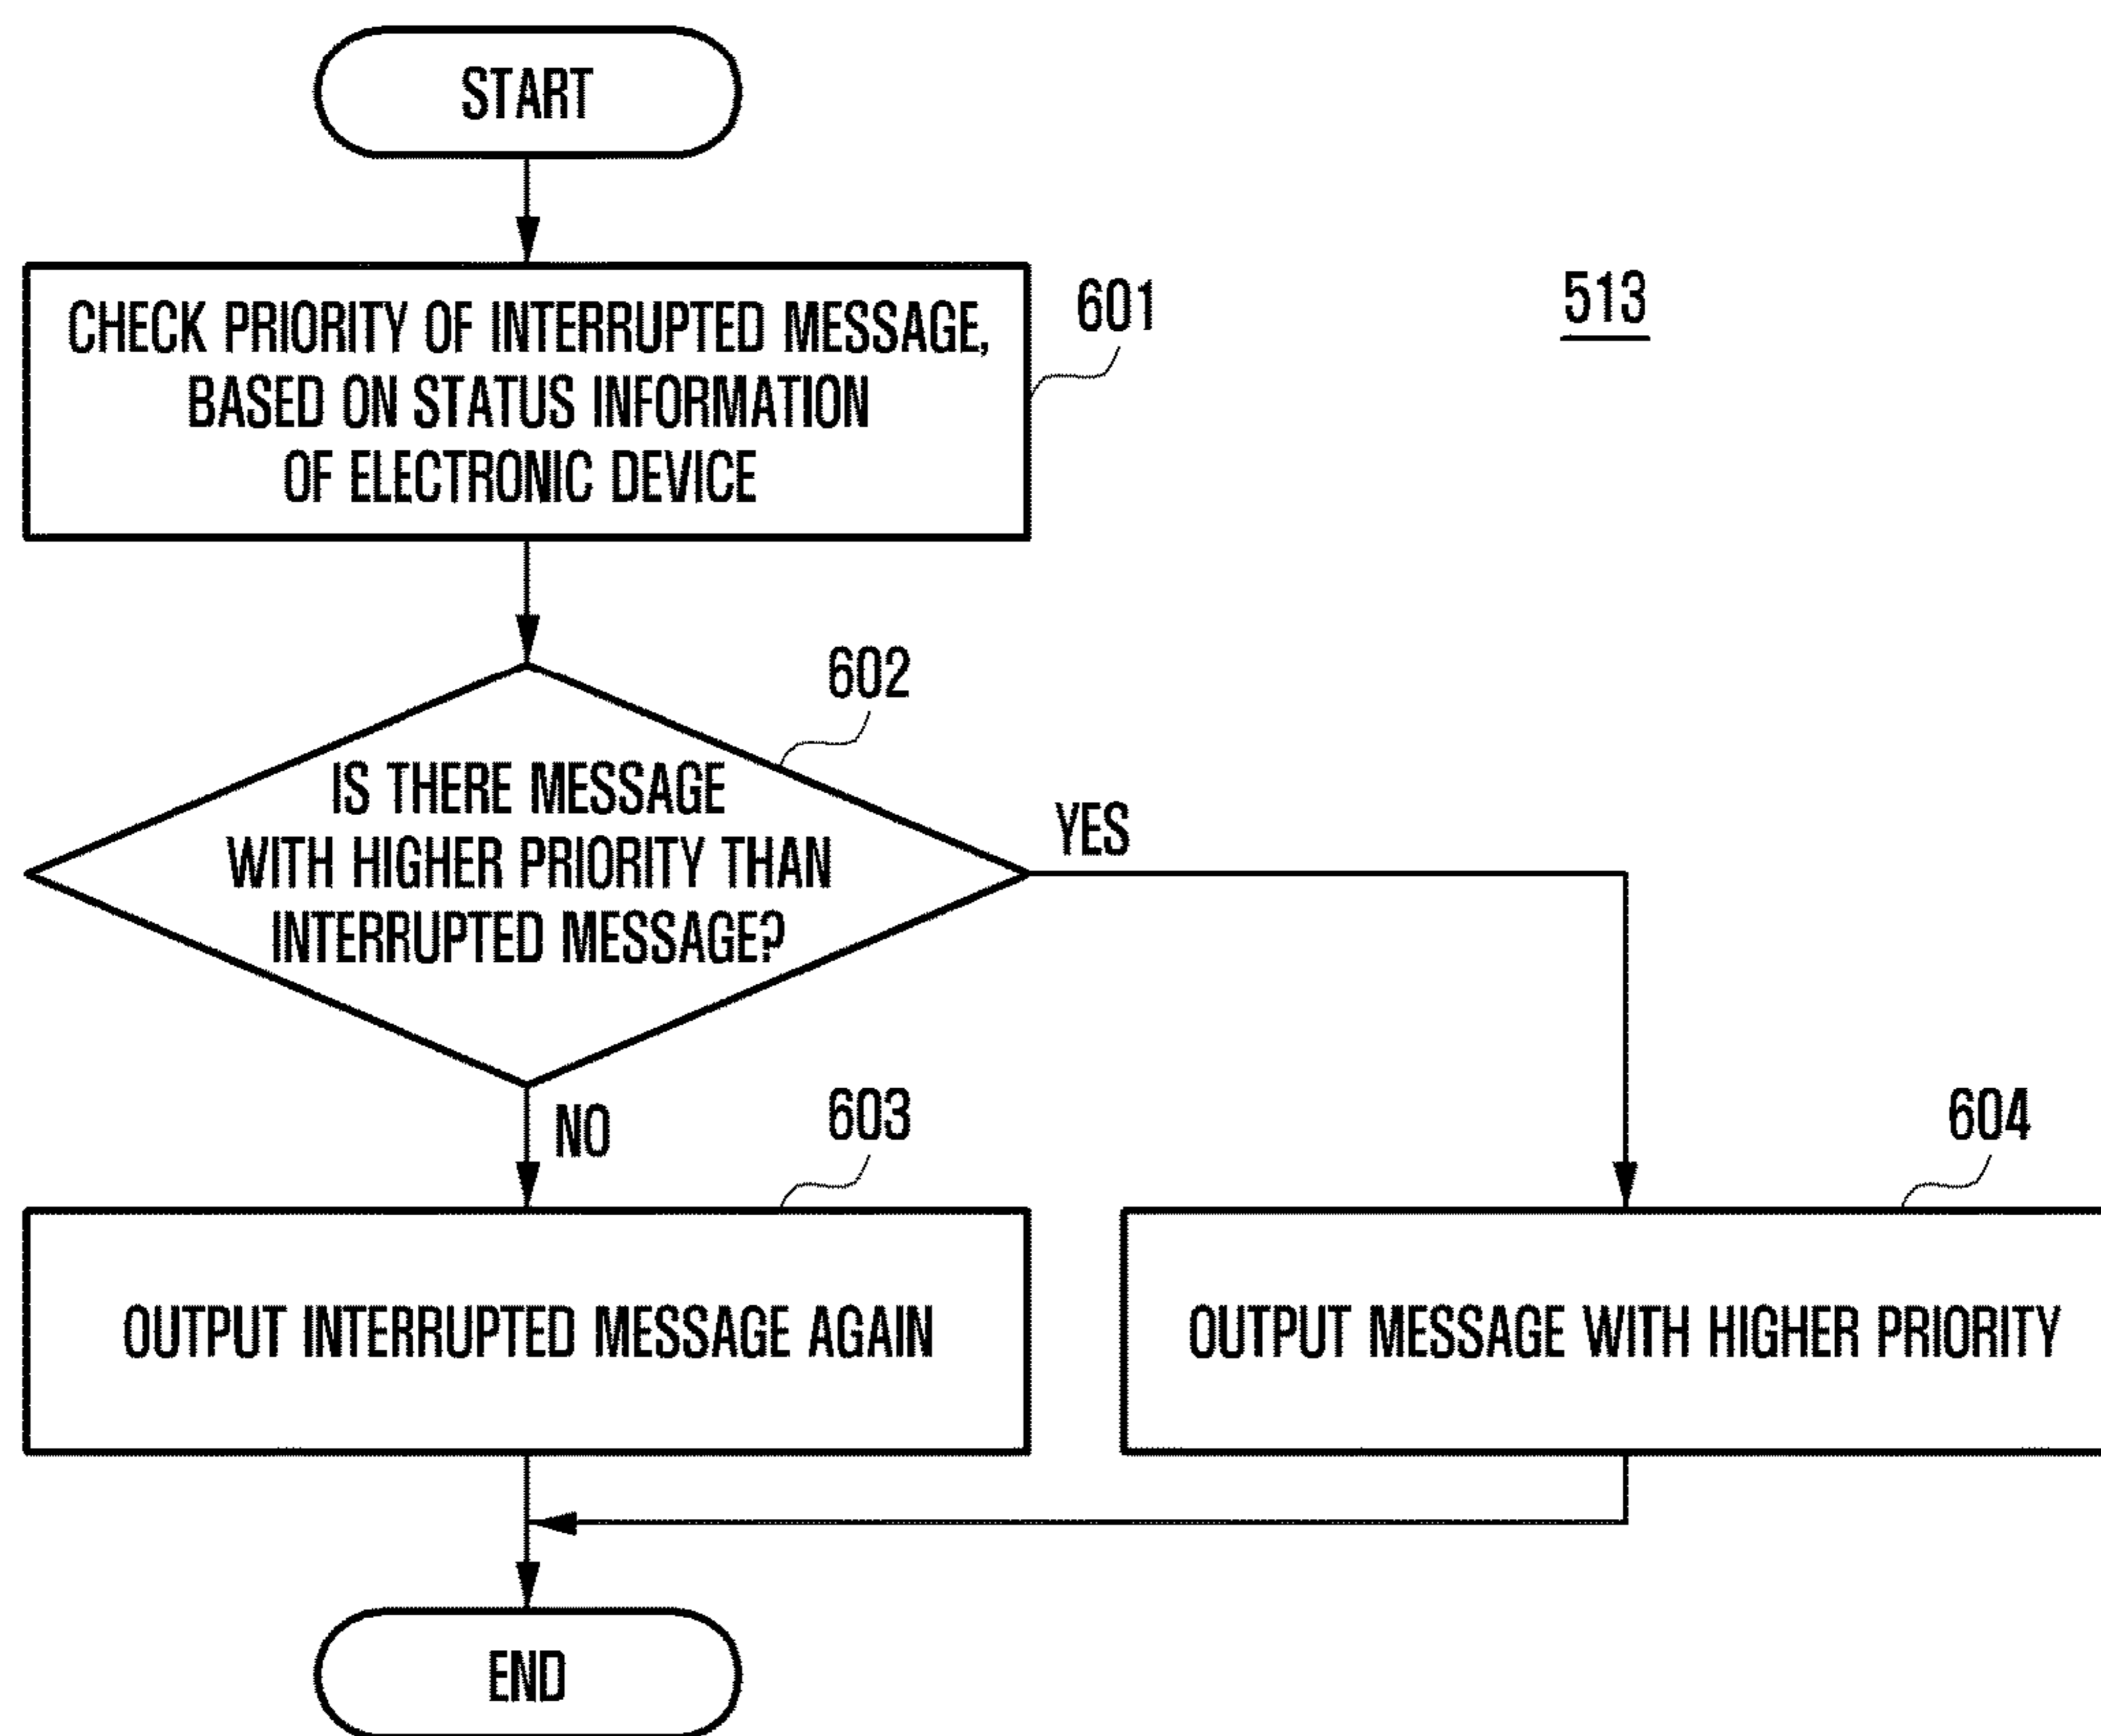 START
CHECK PRIORITY OF INTERRUPTED MESSAGE,
BASED ON STATUS INFORMATION
OF ELECTRONIC DEVICE
601
513
602
IS THERE MESSAGE
WITH HIGHER PRIORITY THAN
INTERRUPTED MESSAGE?
YES
NO
603
604
OUTPUT INTERRUPTED MESSAGE AGAIN
OUTPUT MESSAGE WITH HIGHER PRIORITY
END